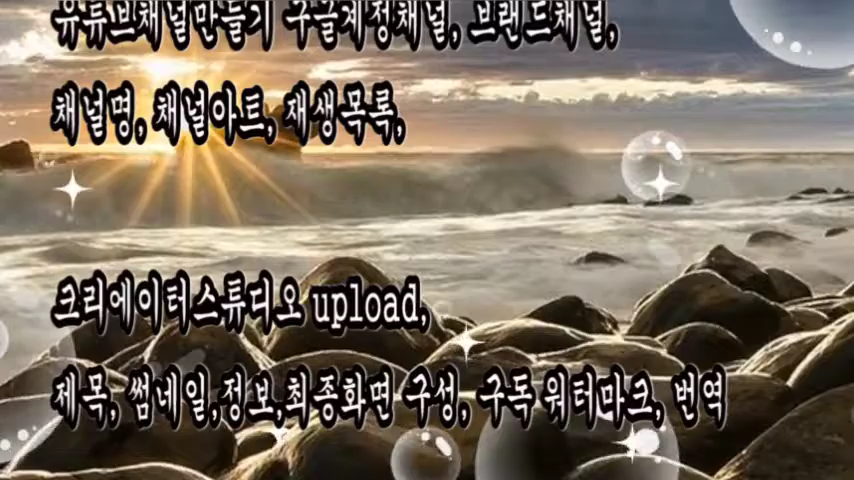 유튜브채널만들기 구글계정채널, 브랜드채널,
채널명, 채널아트, 재생목록,
크리에이터스튜디오 upload,
제목, 썸네일,정보,최종화면 구성, 구독 워터마크, 번역